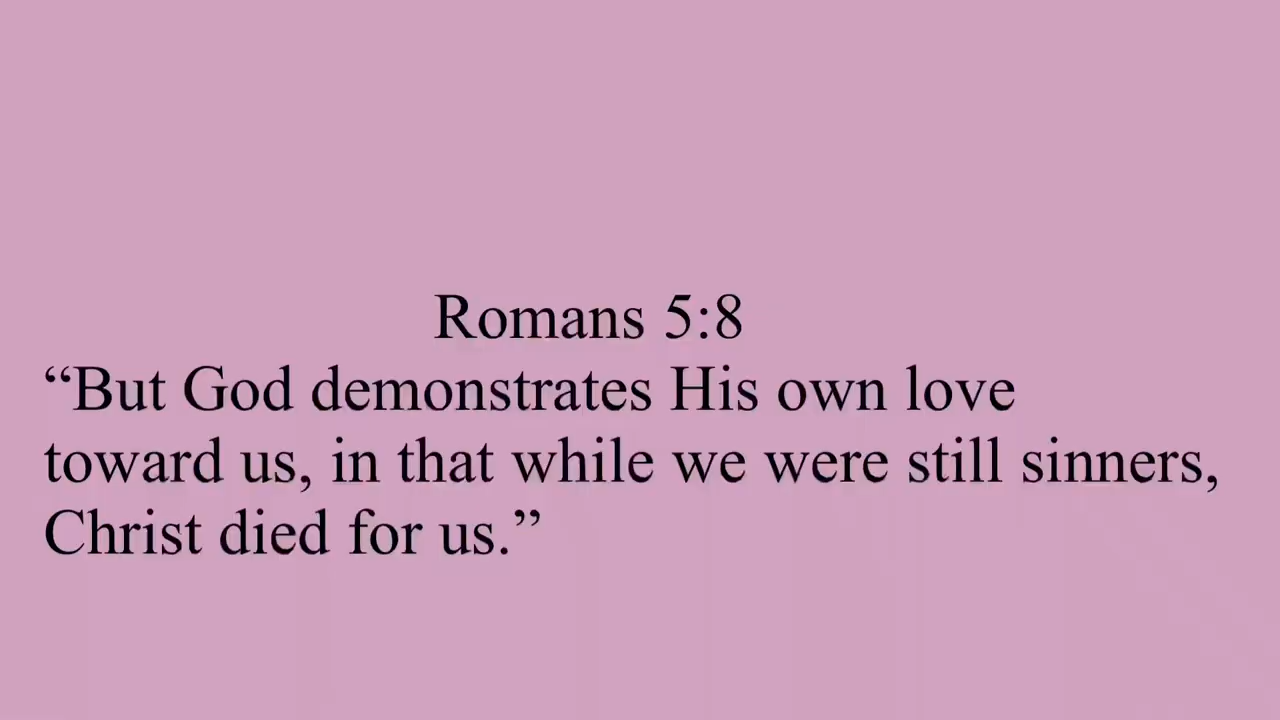 Romans 5:8
“But God demonstrates His own love
toward us, in that while we were still sinners,
Christ died for us.”